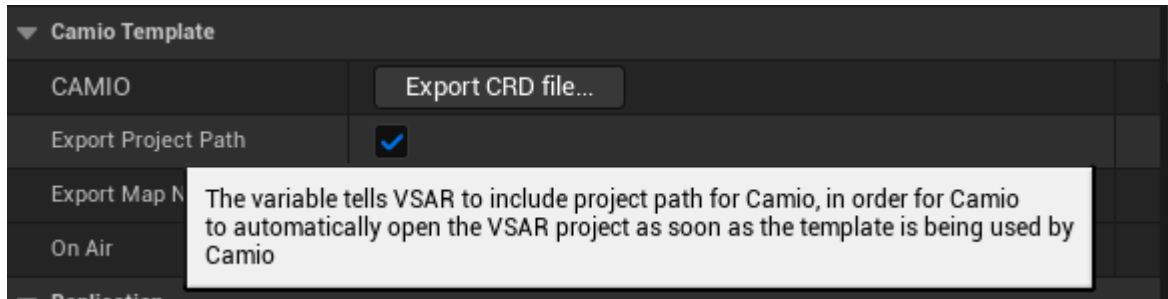 Camio Template
CAMIO Export CRD file...
Export Project Path
Export Map N
The variable tells VSAR to include project path for Camio, in order for Camio
to automatically open the VSAR project as soon as the template is being used by
Camio
On Air